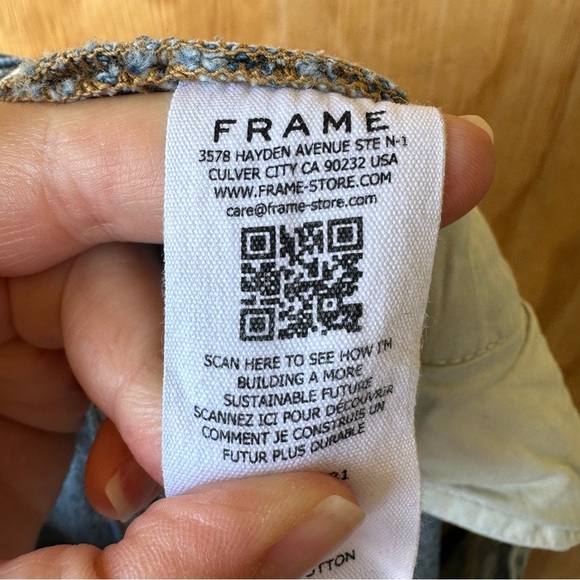 FRAME
3578 HAYDEN AVENUE STE N-1
CULVER CITY CA 90232 USA
WWW.FRAME-STORE.COM
care@frame-store.com
SCAN HERE TO SEE HOW I'M
BUILDING A MORE
SUSTAINABLE FUTURE
SCANNEZ ICI POUR DÉCOUVRIR
COMMENT JE CONSTRUIS UN
FUTUR PLUS DURABLE